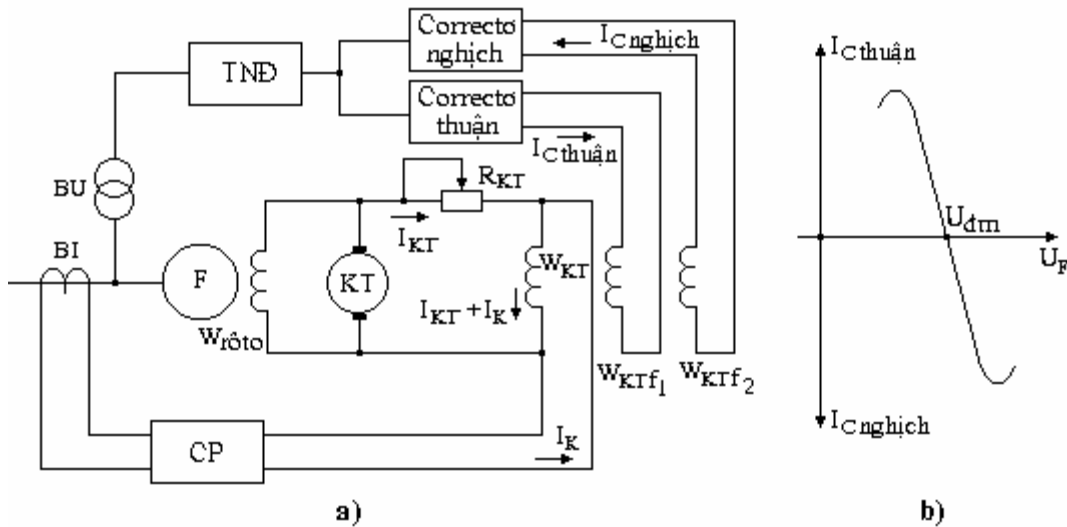 Correctơ
nghịch
I_Cnghịch
TNĐ
Correctơ
thuận
I_Cthuận
BU
R_KT
I_KT
BI
F
KT
W_KT
I_KT + I_K
W_rôto
W_KTf1
W_KTf2
CP
I_K
a)
I_Cthuận
U_đm
U_F
I_Cnghịch
b)